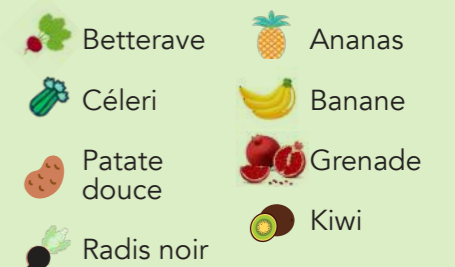 Betterave
Céleri
Patate
douce
Radis noir
Ananas
Banane
Grenade
Kiwi